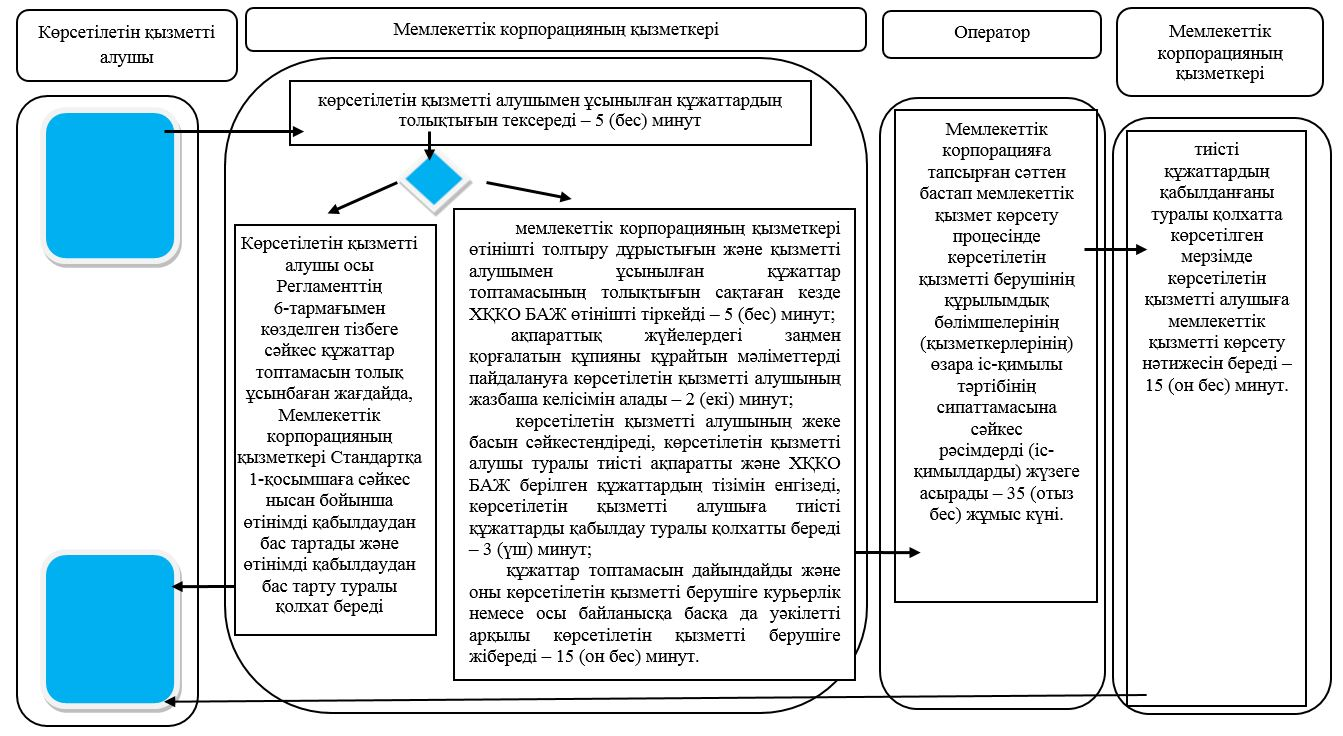 Көрсетілетін қызметті
алушы
Мемлекеттік корпорацияның қызметкері
Оператор
Мемлекеттік
корпорацияның
қызметкері
көрсетілетін қызметті алушымен ұсынылған құжаттардың
толықтығын тексереді – 5 (бес) минут
Көрсетілетін қызметті
алушы осы
Регламенттің
6-тармағымен
көзделген тізбеге
сәйкес құжаттар
топтамасын толық
ұсынбаған жағдайда,
Мемлекеттік
корпорацияның
қызметкері Стандартқа
1-қосымшаға сәйкес
нысан бойынша
өтінімді қабылдаудан
бас тартады және
өтінімді қабылдаудан
бас тарту туралы
қолхат береді
мемлекеттік корпорацияның қызметкері
өтінішті толтыру дұрыстығын және қызметті
алушымен ұсынылған құжаттар
топтамасының толықтығын сақтаған кезде
ХҚКО БАЖ өтінішті тіркейді – 5 (бес) минут;
ақпараттық жүйелердегі заңмен
қорғалатын құпияны құрайтын мәліметтерді
пайдалануға көрсетілетін қызметті алушының
жазбаша келісімін алады – 2 (екі) минут;
көрсетілетін қызметті алушының жеке
басын сәйкестендіреді, көрсетілетін қызметті
алушы туралы тиісті ақпаратты және ХҚКО
БАЖ берілген құжаттардың тізімін енгізеді,
көрсетілетін қызметті алушыға тиісті
құжаттарды қабылдау туралы қолхатты береді
– 3 (үш) минут;
құжаттар топтамасын дайындайды және
оны көрсетілетін қызметті берушіге курьерлік
немесе осы байланысқа басқа да уәкілетті
арқылы көрсетілетін қызметті берушіге
жібереді – 15 (он бес) минут.
Мемлекеттік
корпорацияға
тапсырған сәттен
бастап мемлекеттік
қызмет көрсету
процесінде
көрсетілетін
қызметті берушінің
құрылымдық
бөлімшелерінің
(қызметкерлерінің)
өзара іс-қимылы
тәртібінің
сипаттамасына
сәйкес
рәсімдерді (іс-
қимылдарды) жүзеге
асырады – 35 (отыз
бес) жұмыс күні.
тиісті
құжаттардың
қабылданғаны
туралы қолхатта
көрсетілген
мерзімде
көрсетілетін
қызметті алушыға
мемлекеттік
қызметті көрсету
нәтижесін береді –
15 (он бес) минут.